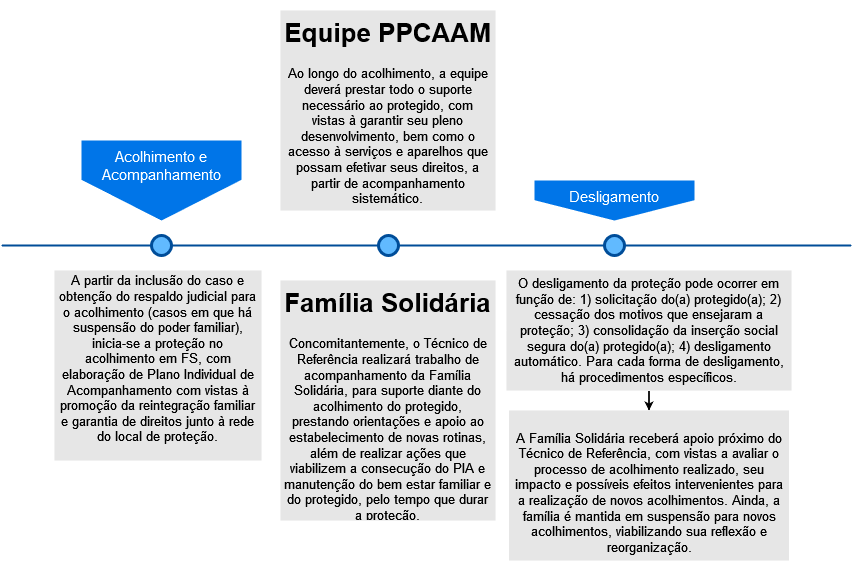 Acolhimento e
Acompanhamento
A partir da inclusão do caso e
obtenção do respaldo judicial para
o acolhimento (casos em que há
suspensão do poder familiar),
inicia-se a proteção no
acolhimento em FS, com
elaboração de Plano Individual de
Acompanhamento com vistas à
promoção da reintegração familiar
e garantia de direitos junto à rede
do local de proteção.
Equipe PPCAAM
Ao longo do acolhimento, a equipe
deverá prestar todo o suporte
necessário ao protegido, com
vistas à garantir seu pleno
desenvolvimento, bem como o
acesso à serviços e aparelhos que
possam efetivar seus direitos, a
partir de acompanhamento
sistemático.
Família Solidária
Concomitantemente, o Técnico de
Referência realizará trabalho de
acompanhamento da Família
Solidária, para suporte diante do
acolhimento do protegido,
prestando orientações e apoio ao
estabelecimento de novas rotinas,
além de realizar ações que
viabilizem a consecução do PIA e
manutenção do bem estar familiar e
do protegido, pelo tempo que durar
a proteção.
Desligamento
O desligamento da proteção pode ocorrer em
função de: 1) solicitação do(a) protegido(a); 2)
cessação dos motivos que ensejaram a
proteção; 3) consolidação da inserção social
segura do(a) protegido(a); 4) desligamento
automático. Para cada forma de desligamento,
há procedimentos específicos.
A Família Solidária receberá apoio próximo do
Técnico de Referência, com vistas a avaliar o
processo de acolhimento realizado, seu
impacto e possíveis efeitos intervenientes para
a realização de novos acolhimentos. Ainda, a
família é mantida em suspensão para novos
acolhimentos, viabilizando sua reflexão e
reorganização.